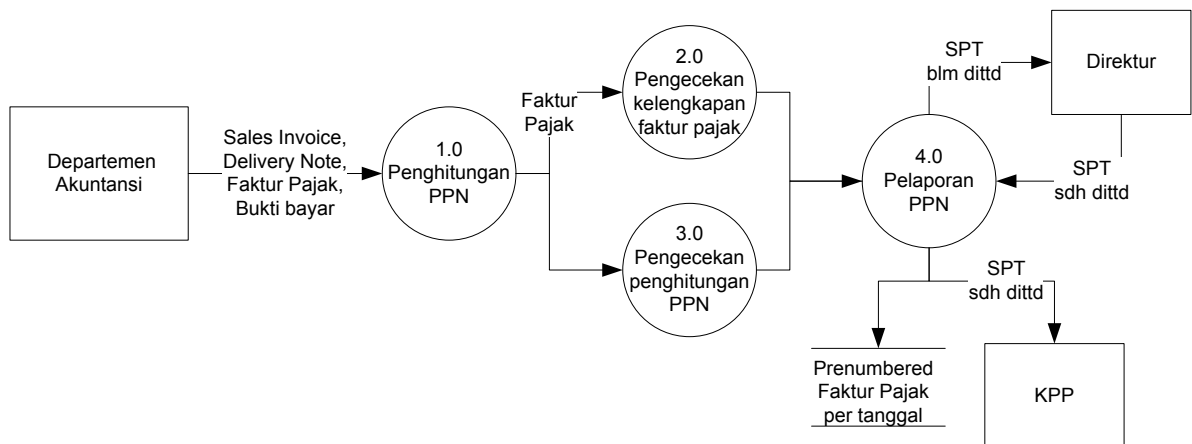 Departemen
Akuntansi
Sales Invoice,
Delivery Note,
Faktur Pajak,
Bukti bayar
1.0
Penghitungan
PPN
Faktur
Pajak
2.0
Pengecekan
kelengkapan
faktur pajak
3.0
Pengecekan
penghitungan
PPN
4.0
Pelaporan
PPN
SPT
blm dittd
Direktur
SPT
sdh dittd
SPT
sdh dittd
Prenumbered
Faktur Pajak
per tanggal
KPP